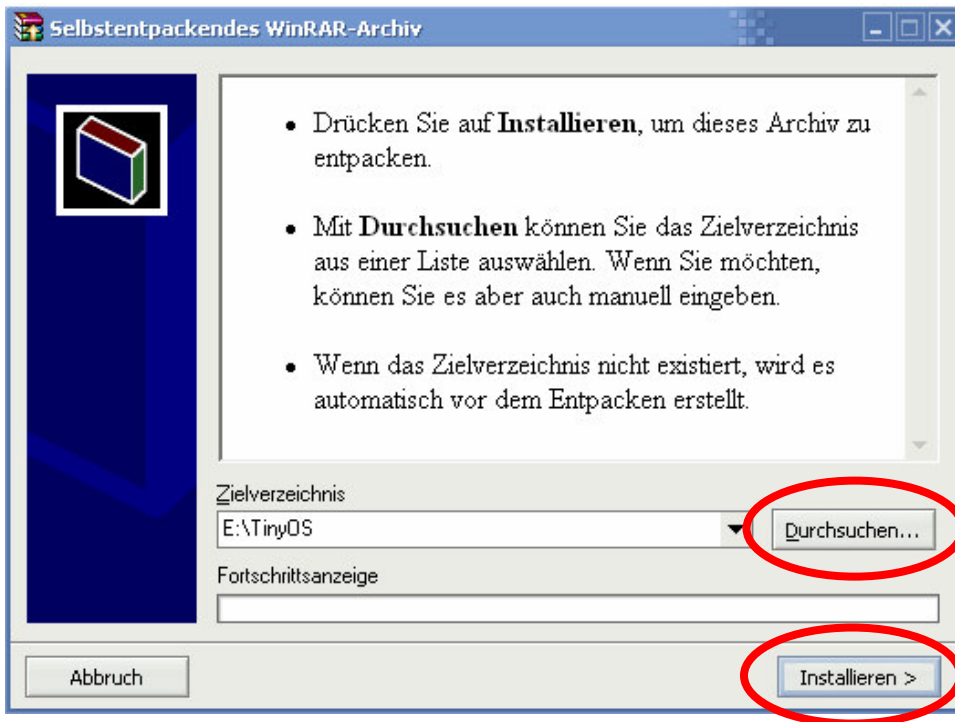 Selbstentpackendes WinRAR-Archiv
• Drücken Sie auf Installieren, um dieses Archiv zu
entpacken.
• Mit Durchsuchen können Sie das Zielverzeichnis
aus einer Liste auswählen. Wenn Sie möchten,
können Sie es aber auch manuell eingeben.
• Wenn das Zielverzeichnis nicht existiert, wird es
automatisch vor dem Entpacken erstellt.
Zielverzeichnis
E:\TinyOS
Durchsuchen...
Fortschrittsanzeige
Abbruch
Installieren >